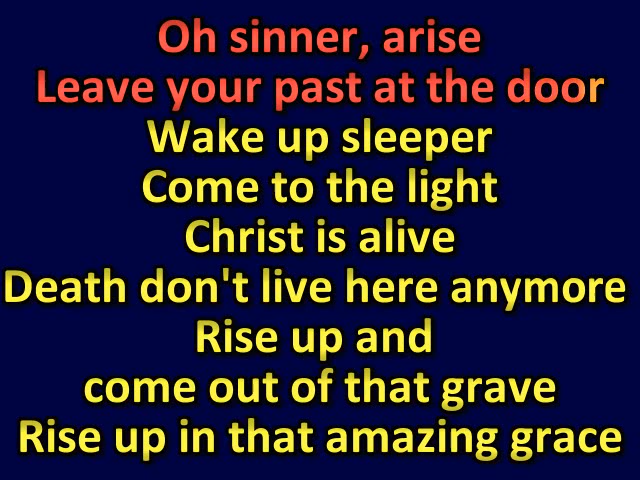 Oh sinner, arise
Leave your past at the door
Wake up sleeper
Come to the light
Christ is alive
Death don't live here anymore
Rise up and
come out of that grave
Rise up in that amazing grace